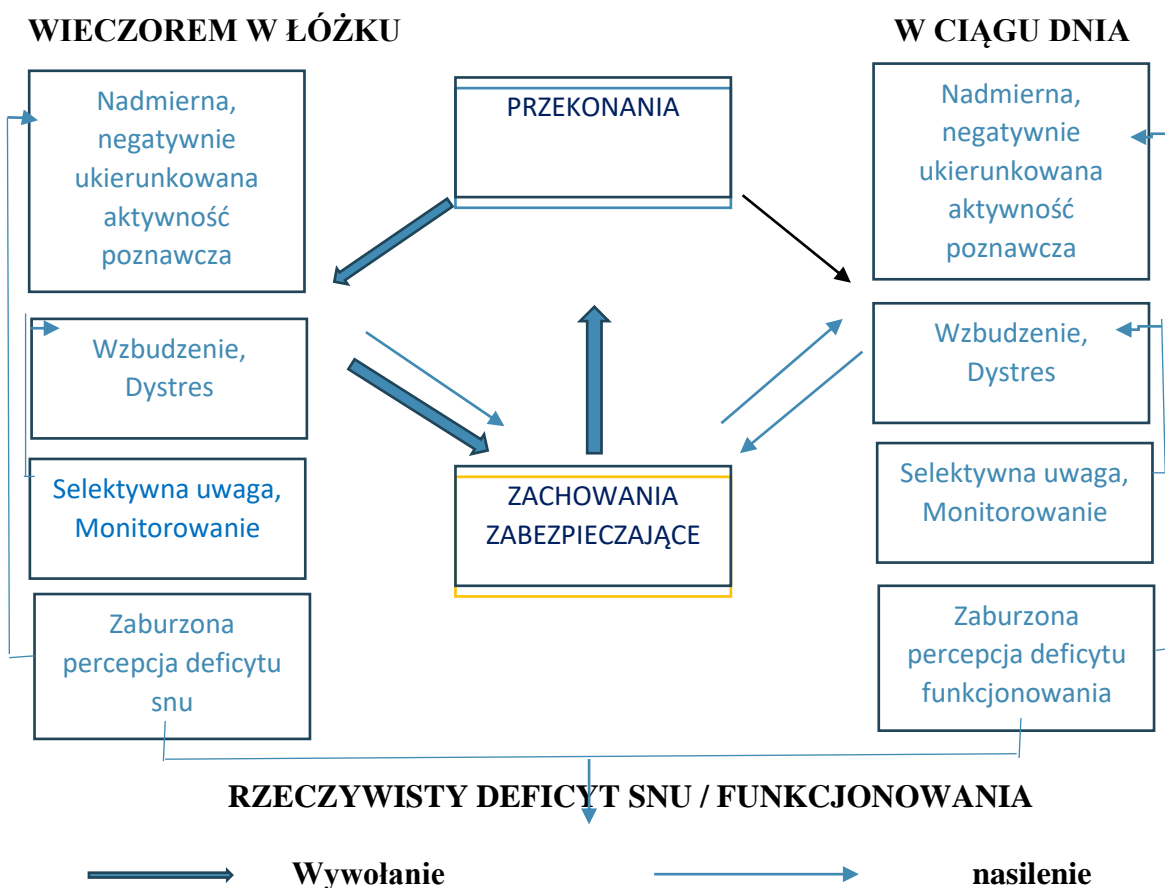 WIECZOREM W ŁÓŻKU
Nadmierna,
negatywnie
ukierunkowana
aktywność
poznawcza
Wzbudzenie,
Dystres
Selektywna uwaga,
Monitorowanie
Zaburzona
percepcja deficytu
snu
PRZEKONANIA
ZACHOWANIA
ZABEZPIECZAJĄCE
W CIĄGU DNIA
Nadmierna,
negatywnie
ukierunkowana
aktywność
poznawcza
Wzbudzenie,
Dystres
Selektywna uwaga,
Monitorowanie
Zaburzona
percepcja deficytu
funkcjonowania
RZECZYWISTY DEFICYT SNU / FUNKCJONOWANIA
Wywołanie
nasilenie